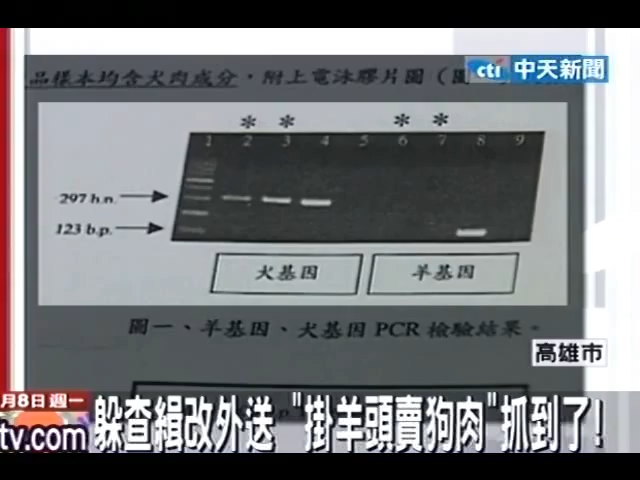 品樣本均含犬肉成分，附上電泳膠片圖（圖
cti 中天新聞
* * * *
1 2 3 4 5 6 7 8 9
297 b.p.
123 b.p.
犬基因 羊基因
圖一、羊基因、犬基因 PCR 檢驗結果。
高雄市
月8日 週一
tv.com 躲查緝改外送 "掛羊頭賣狗肉"抓到了!